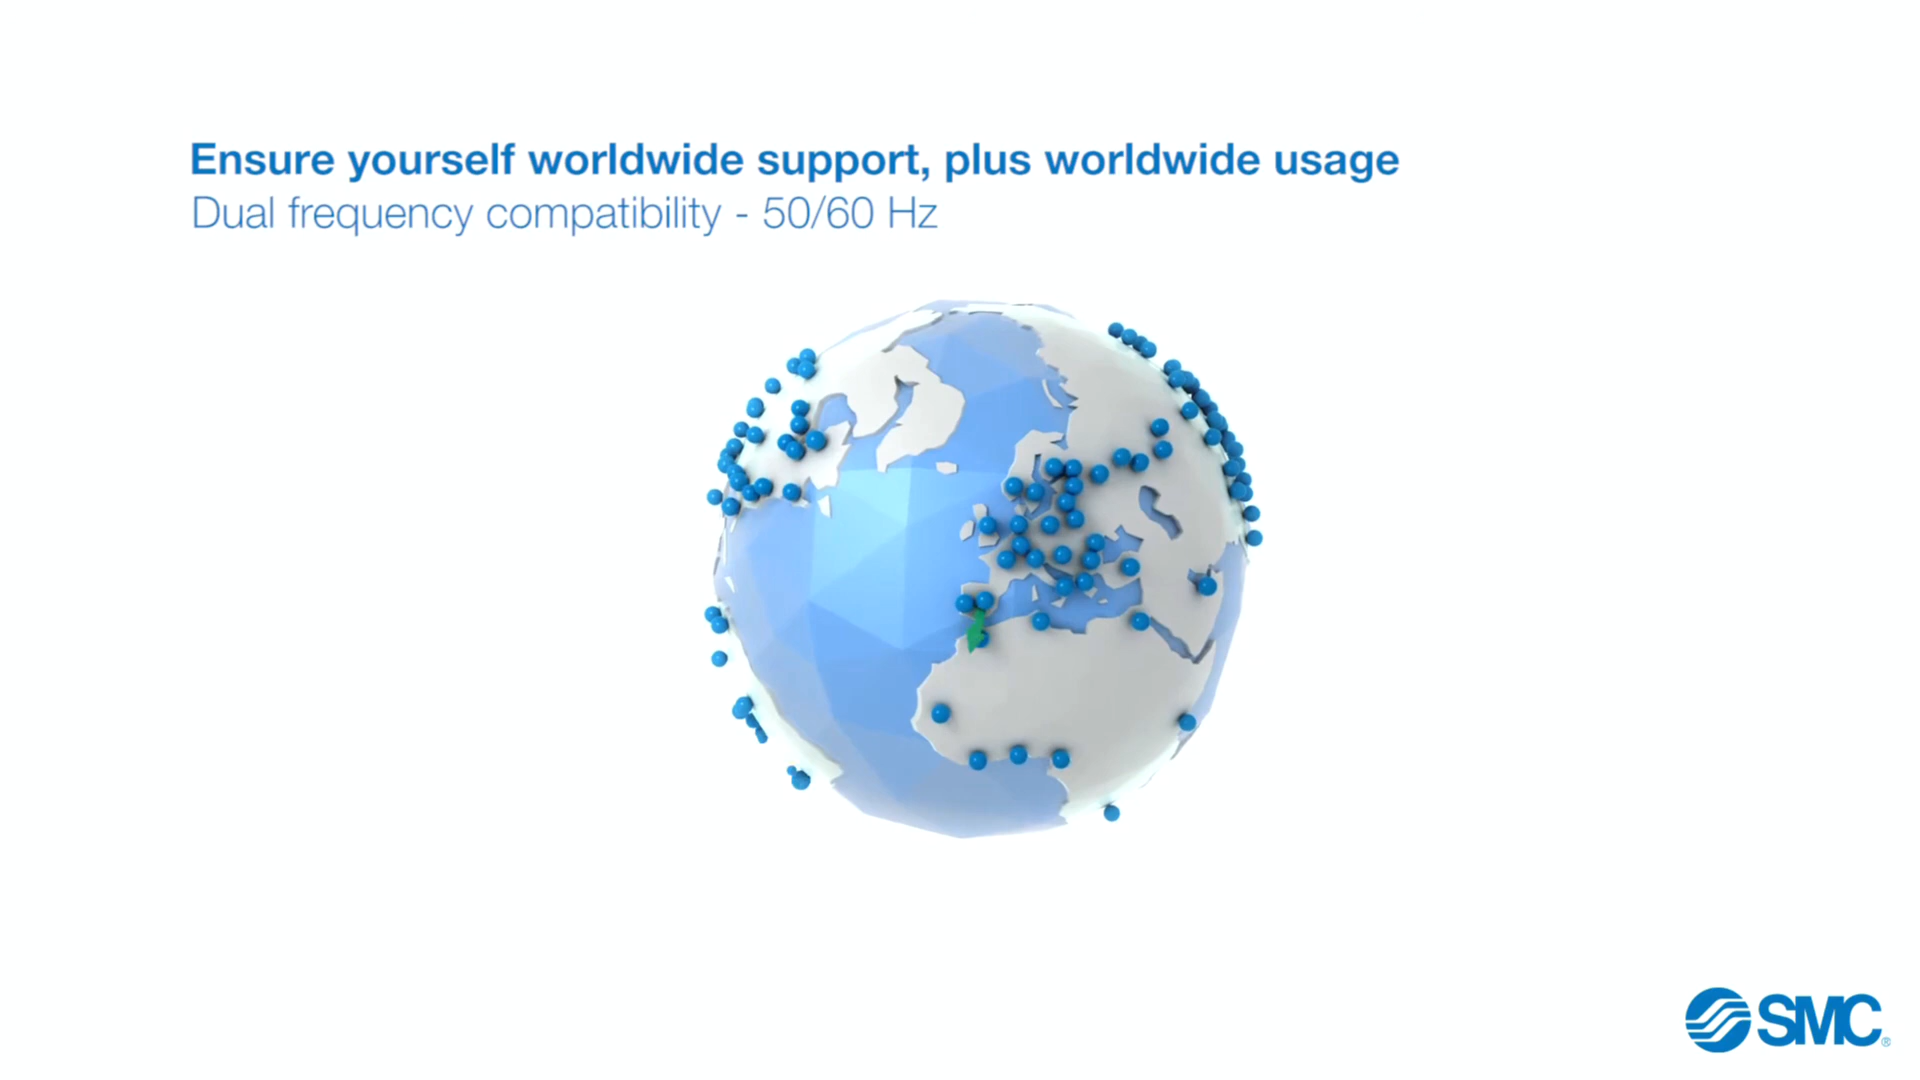 Ensure yourself worldwide support, plus worldwide usage
Dual frequency compatibility - 50/60 Hz
SMC®